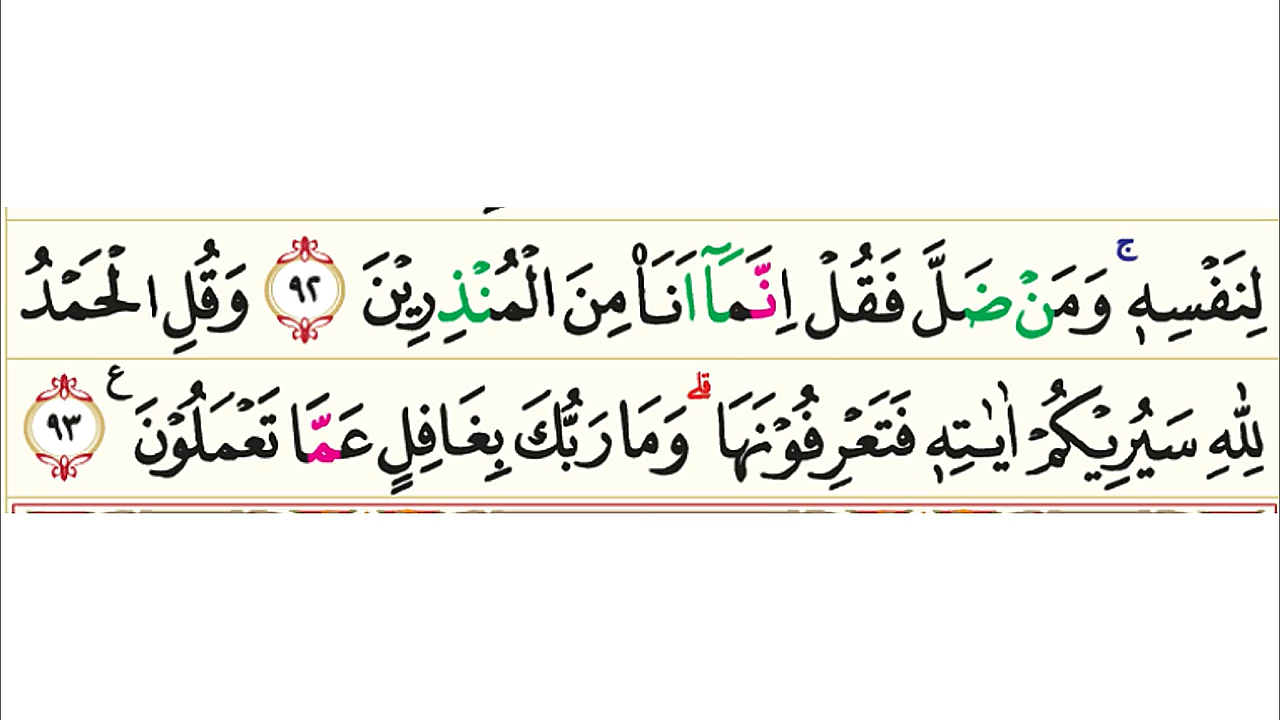 لِنَفْسِهٖ ۚ وَمَنْ ضَلَّ فَقُلْ اِنَّمَآ اَنَا۠ مِنَ الْمُنْذِرِيْنَ ٩٢ وَقُلِ الْحَمْدُ
لِلّٰهِ سَيُرِيْكُمْ اٰيٰتِهٖ فَتَعْرِفُوْنَهَا ۗ وَمَا رَبُّكَ بِغَافِلٍ عَمَّا تَعْمَلُوْنَ ࣖ ٩٣